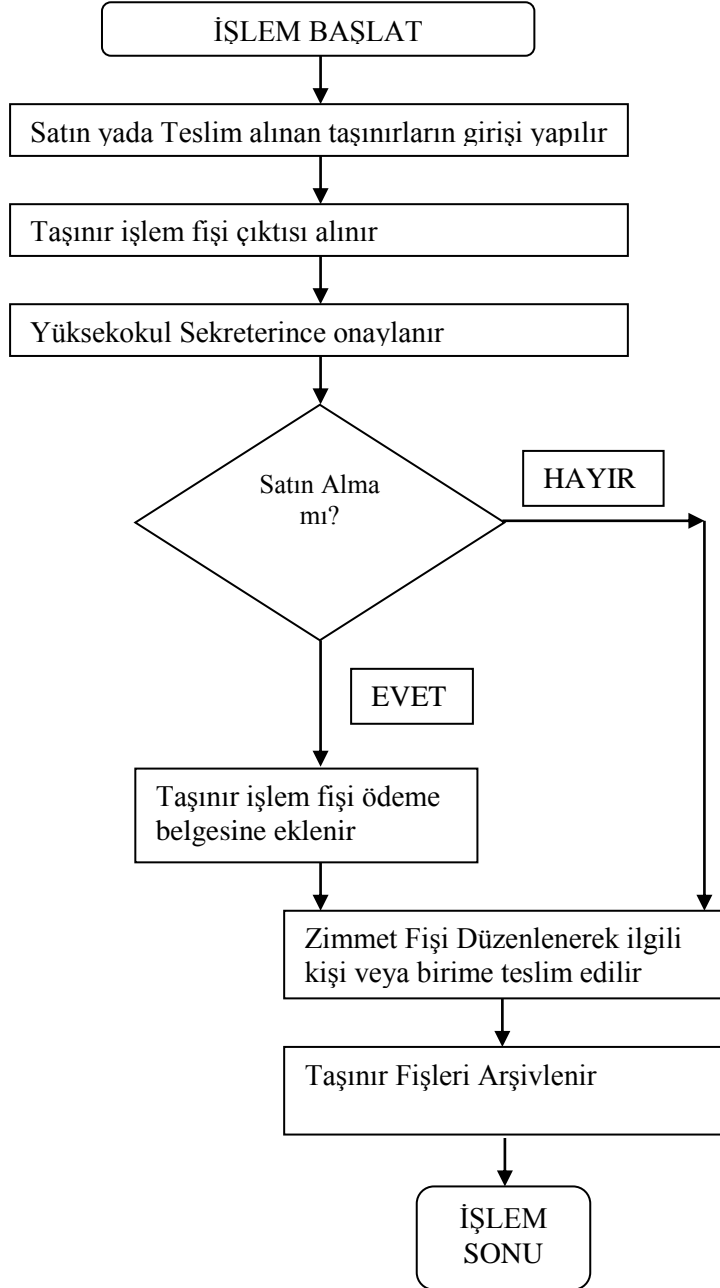 İŞLEM BAŞLAT
Satın yada Teslim alınan taşınırların girişi yapılır
Taşınır işlem fişi çıktısı alınır
Yüksekokul Sekreterince onaylanır
Satın Alma
mı?
HAYIR
EVET
Taşınır işlem fişi ödeme
belgesine eklenir
Zimmet Fişi Düzenlenerek ilgili
kişi veya birime teslim edilir
Taşınır Fişleri Arşivlenir
İŞLEM
SONU